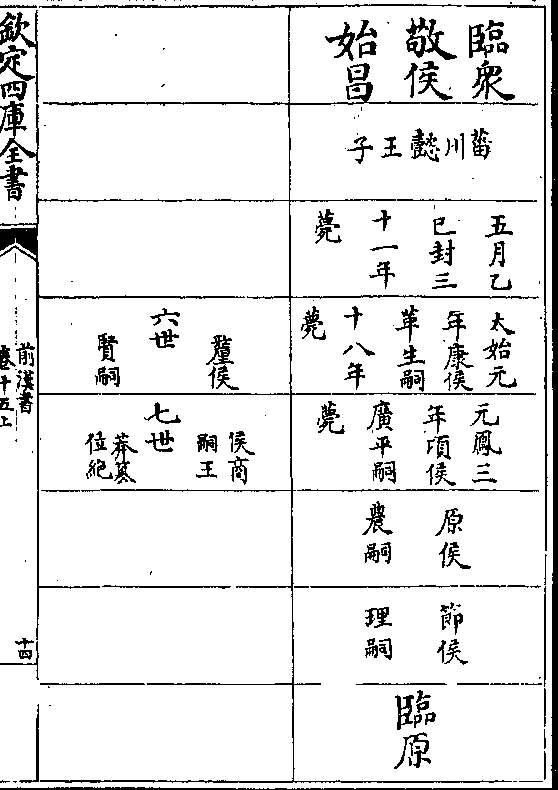 臨衆
敬侯
始昌
菑川懿王子
五月乙
巳封三
十一年
薨
太始元
年康侯
革生嗣
十八年
薨
元鳳三
年頃侯
廣平嗣
薨
原侯
農嗣
節侯
理嗣
臨原
釐侯
六世
賢嗣
侯商
嗣王
七世
莽篡
位絶
欽定四庫全書
前漢書
卷十五上
十四